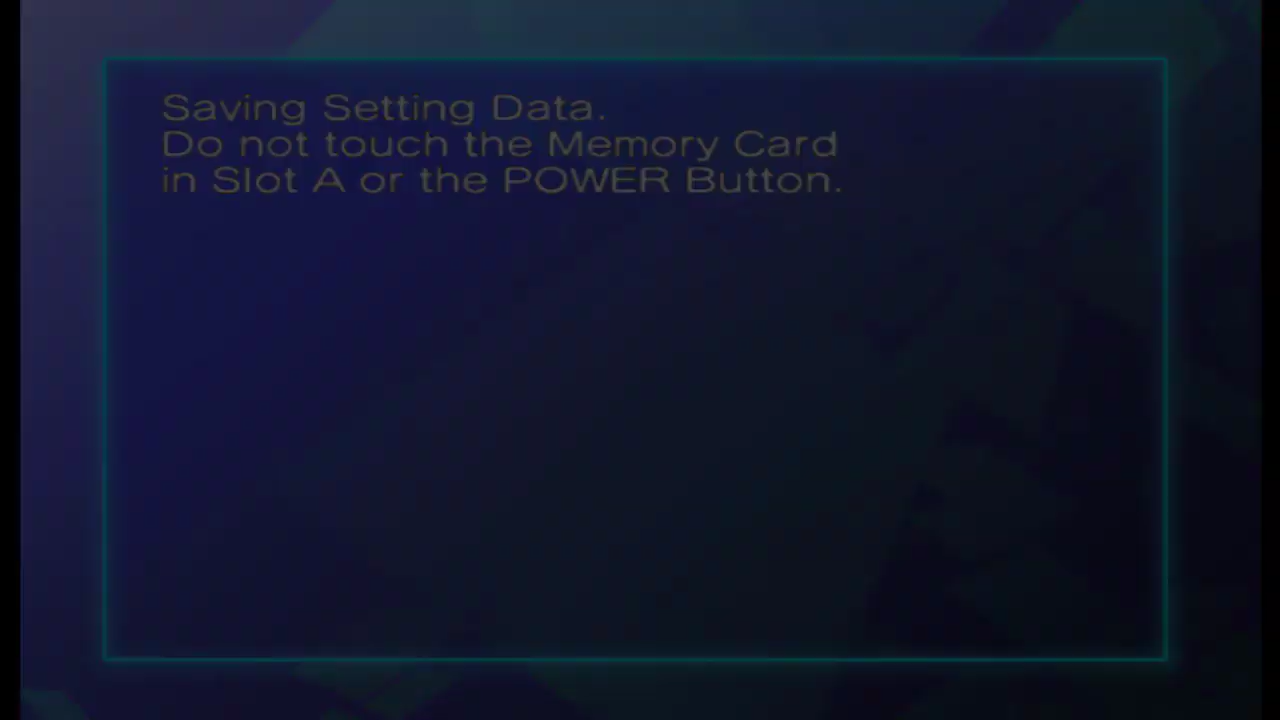 Saving Setting Data.
Do not touch the Memory Card
in Slot A or the POWER Button.